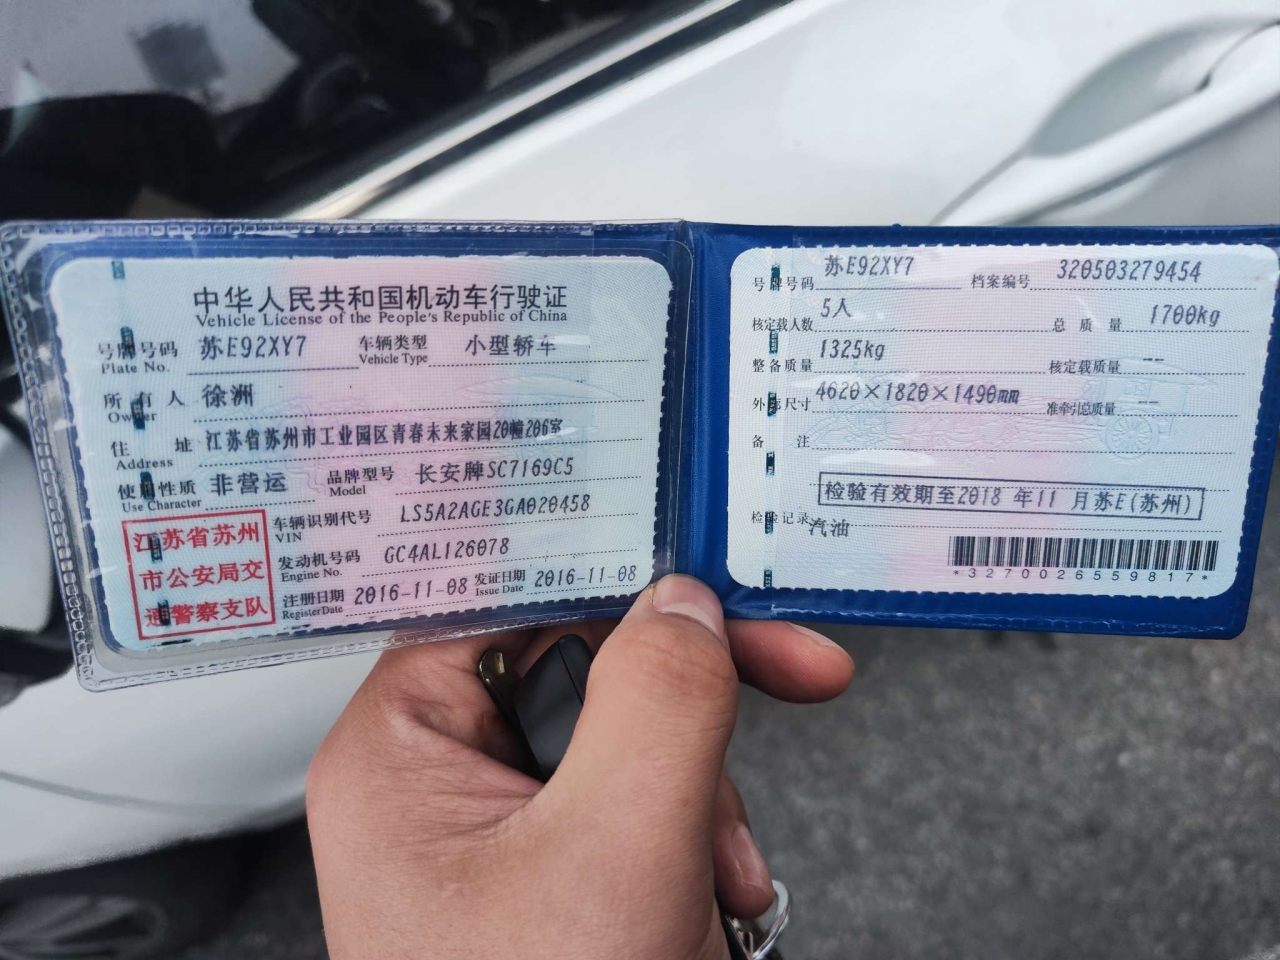 中华人民共和国机动车行驶证
Vehicle License of the People's Republic of China
号牌号码 苏E92XY7 车辆类型 小型轿车
Plate No. Vehicle Type
所有人 徐洲
Owner
住址 江苏省苏州市工业园区青春未来家园20幢206室
Address
使用性质 非营运 品牌型号 长安牌SC7169C5
Use Character Model
江苏省苏州
市公安局交
通警察支队
车辆识别代号 LS5A2AGE3GA020458
VIN
发动机号码 GC4AL126078
Engine No.
注册日期 2016-11-08 发证日期 2016-11-08
Register Date Issue Date
号牌号码 苏E92XY7 档案编号 320503279454
核定载人数 5人 总质量 1700kg
整备质量 1325kg 核定载质量 --
外廓尺寸 4620×1820×1490mm 准牵引总质量 --
备注
检验有效期至2018年11月苏E(苏州)
检验记录
汽油
*3270026559817*